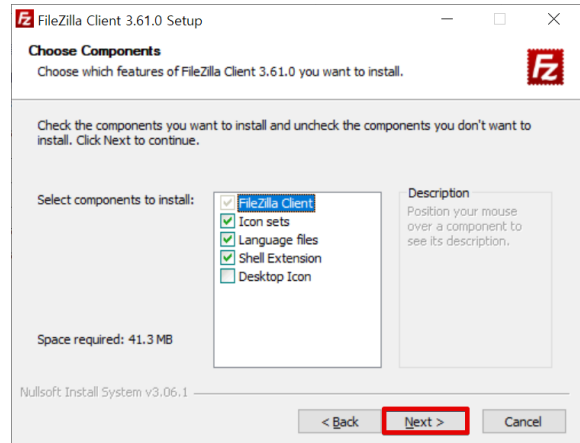 FileZilla Client 3.61.0 Setup
Choose Components
Choose which features of FileZilla Client 3.61.0 you want to install.
Fz
Check the components you want to install and uncheck the components you don't want to
install. Click Next to continue.
Select components to install:
FileZilla Client
Icon sets
Language files
Shell Extension
Desktop Icon
Description
Position your mouse
over a component to
see its description.
Space required: 41.3 MB
Nullsoft Install System v3.06.1
< Back
Next >
Cancel